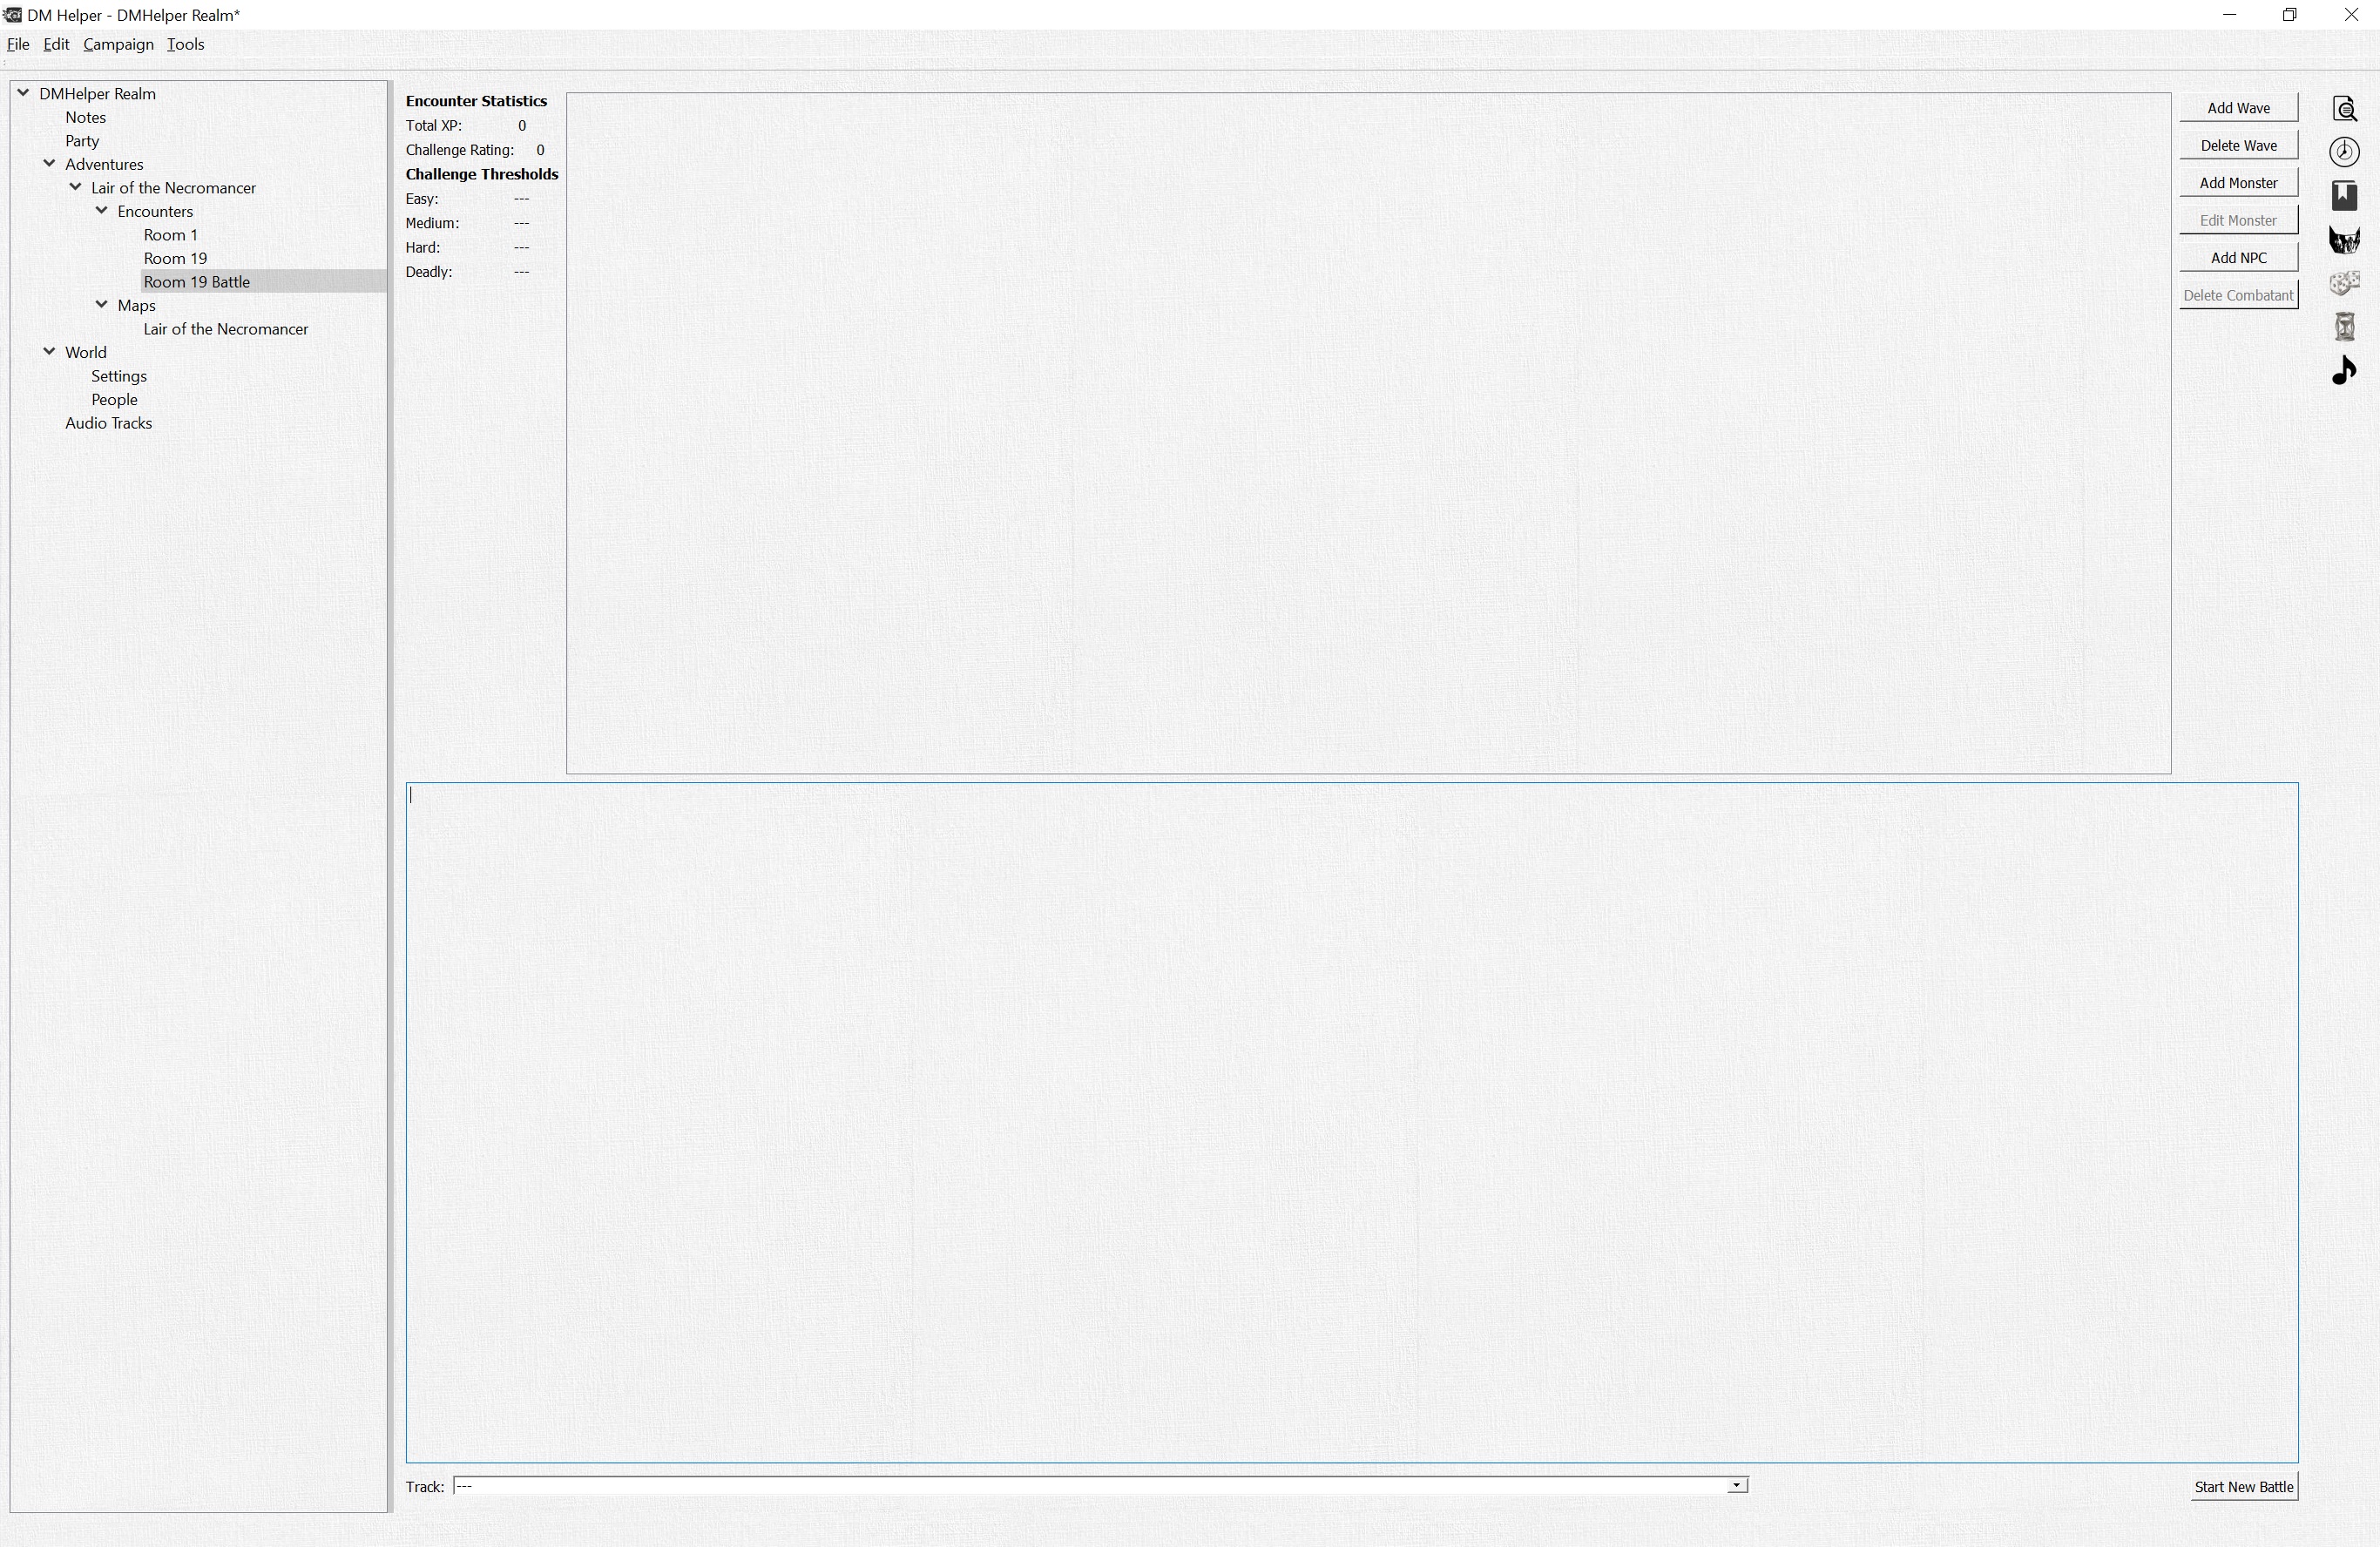 DM Helper - DMHelper Realm*
File Edit Campaign Tools
DMHelper Realm
Notes
Party
Adventures
Lair of the Necromancer
Encounters
Room 1
Room 19
Room 19 Battle
Maps
Lair of the Necromancer
World
Settings
People
Audio Tracks
Encounter Statistics
Total XP: 0
Challenge Rating: 0
Challenge Thresholds
Easy: ---
Medium: ---
Hard: ---
Deadly: ---
Add Wave
Delete Wave
Add Monster
Edit Monster
Add NPC
Delete Combatant
Track: ---
Start New Battle